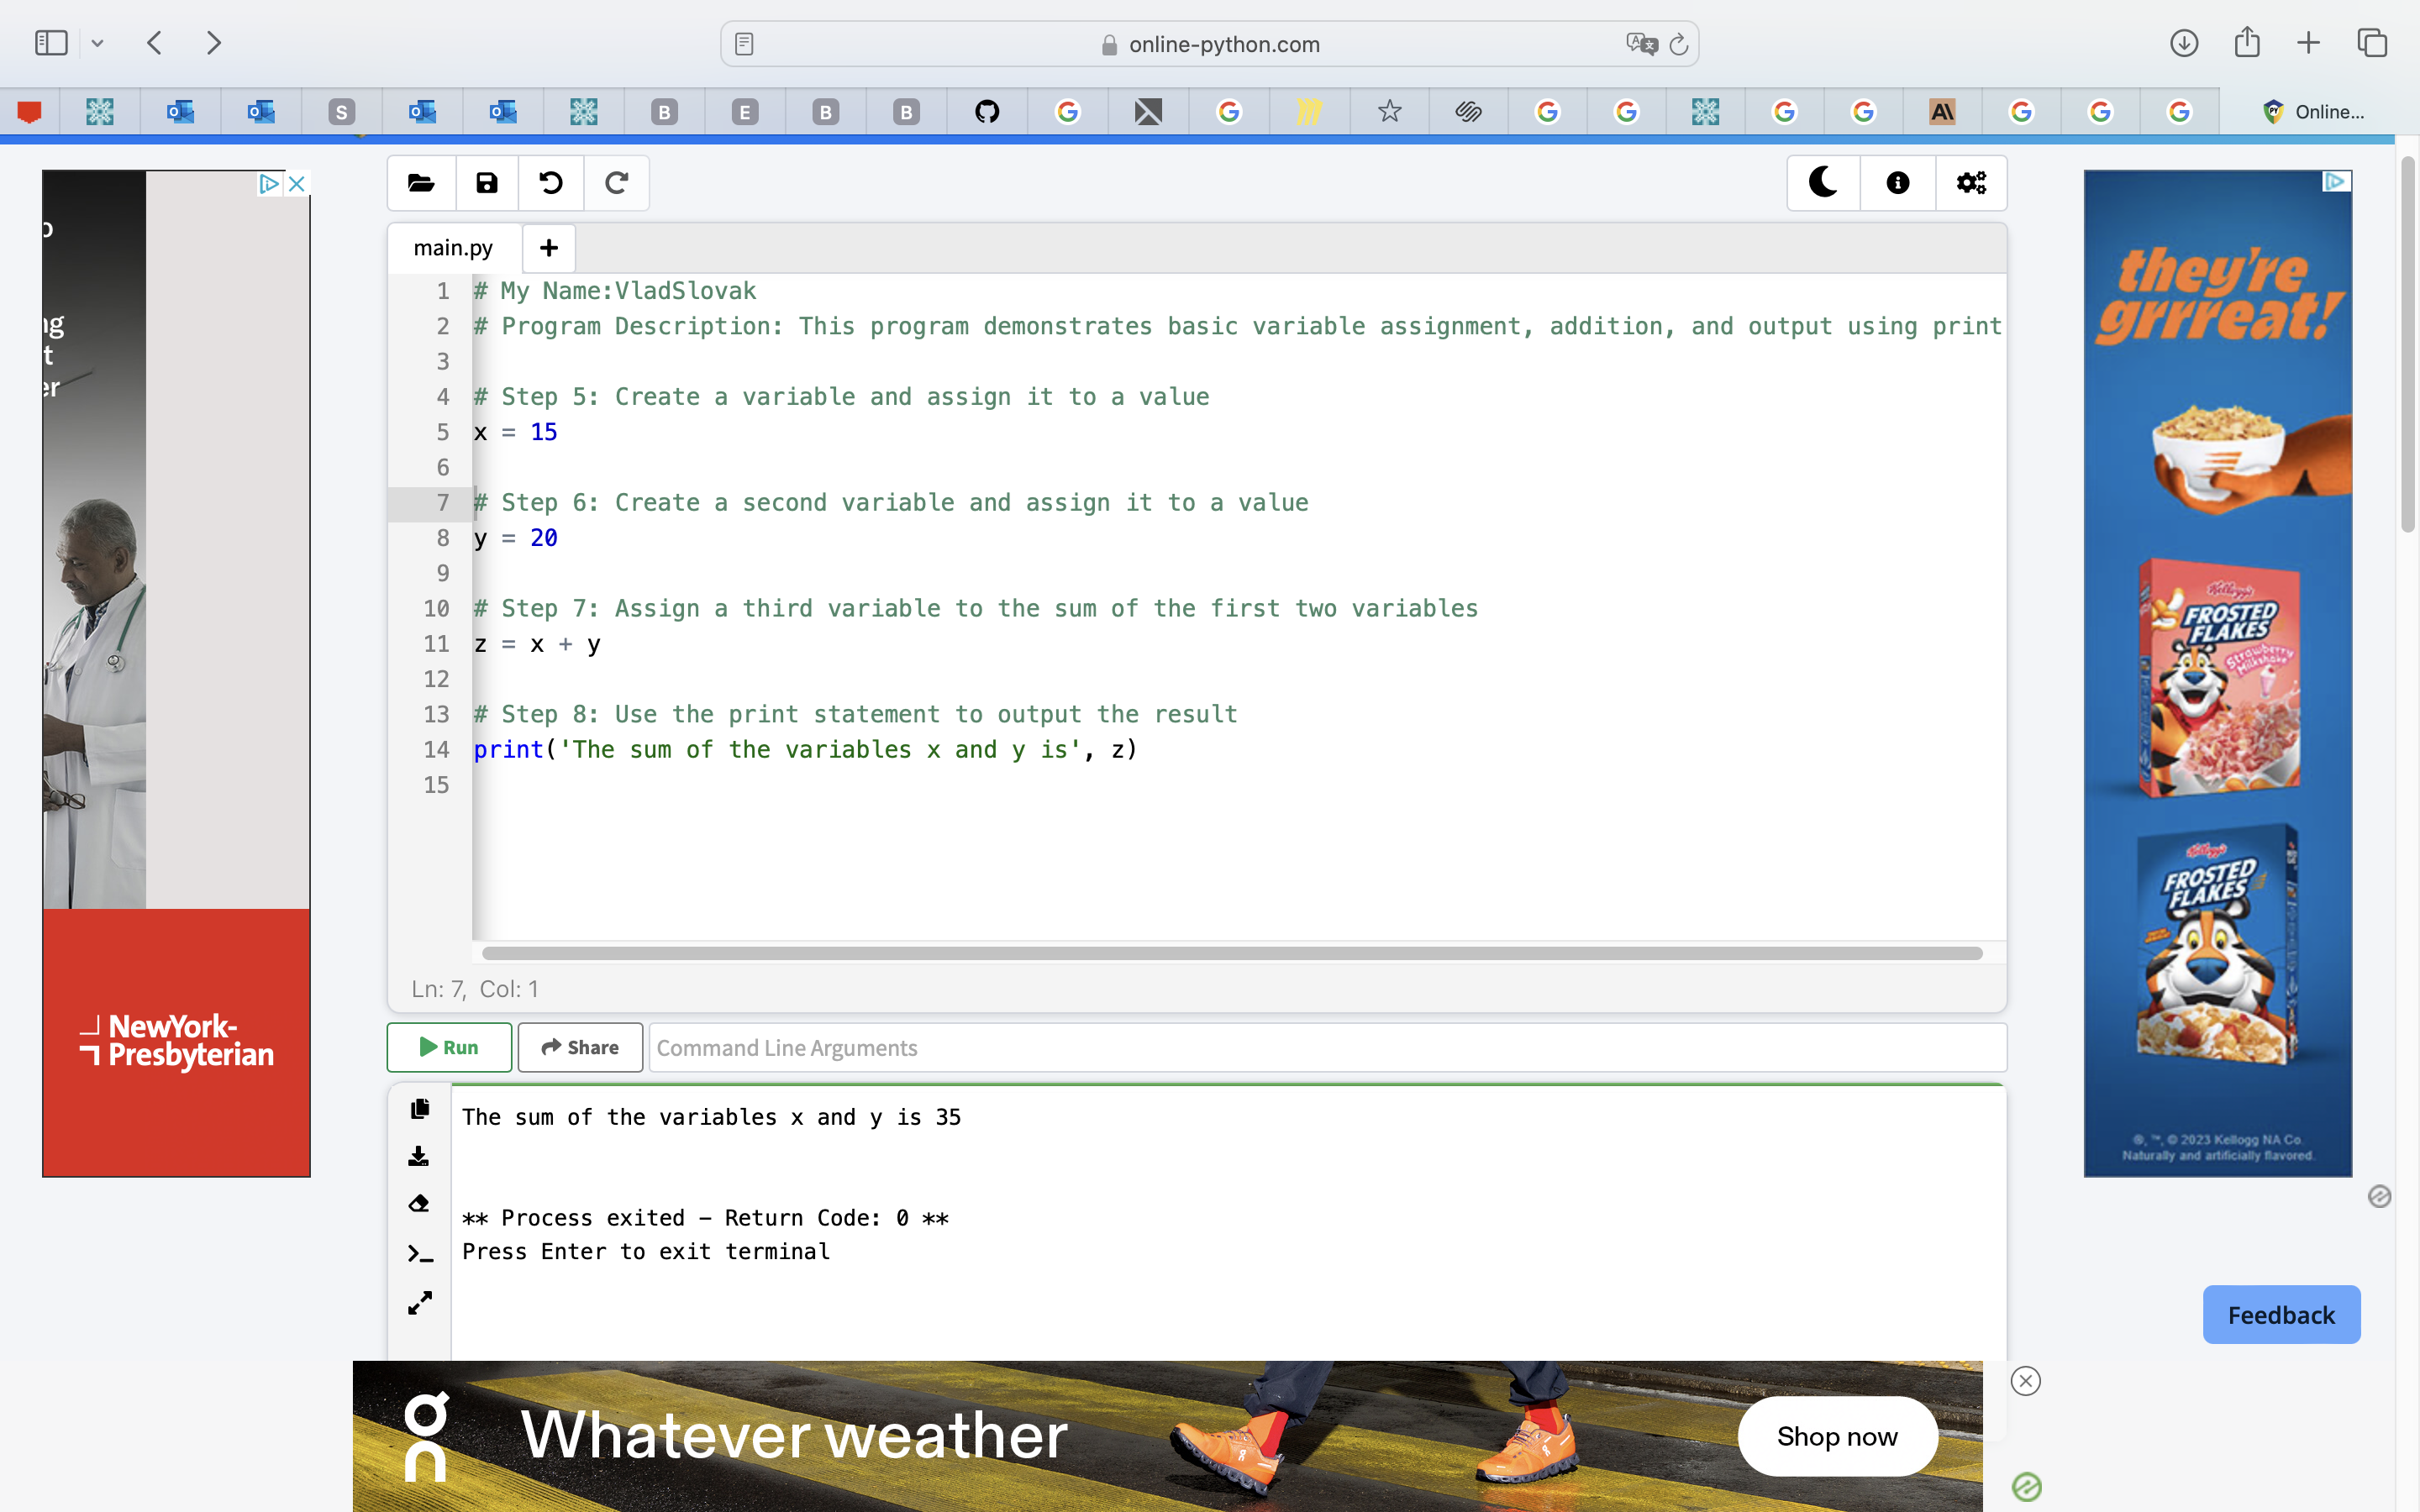 online-python.com
S
B
E
B
B
Online...
main.py
1 # My Name:VladSlovak
2 # Program Description: This program demonstrates basic variable assignment, addition, and output using print
3
4 # Step 5: Create a variable and assign it to a value
5 x = 15
6
7 # Step 6: Create a second variable and assign it to a value
8 y = 20
9
10 # Step 7: Assign a third variable to the sum of the first two variables
11 z = x + y
12
13 # Step 8: Use the print statement to output the result
14 print('The sum of the variables x and y is', z)
15
Ln: 7, Col: 1
Run
Share
Command Line Arguments
The sum of the variables x and y is 35
** Process exited - Return Code: 0 **
Press Enter to exit terminal
NewYork-
Presbyterian
they're
grrreat!
Kellogg's
FROSTED
FLAKES
Strawberry
Milkshake
Kellogg's
FROSTED
FLAKES
®, ™, © 2023 Kellogg NA Co.
Naturally and artificially flavored.
Feedback
on
Whatever weather
Shop now